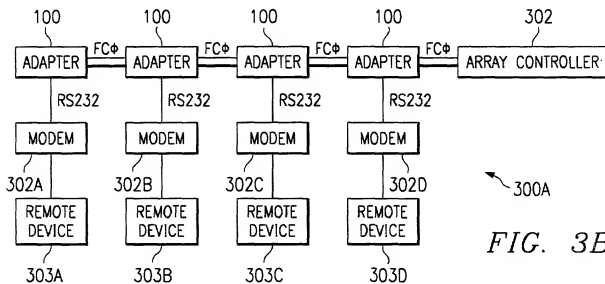 100 100 100 100 302
FCΦ FCΦ FCΦ FCΦ
ADAPTER ADAPTER ADAPTER ADAPTER ARRAY CONTROLLER
RS232 RS232 RS232 RS232
MODEM MODEM MODEM MODEM
302A 302B 302C 302D
300A
REMOTE DEVICE REMOTE DEVICE REMOTE DEVICE REMOTE DEVICE
303A 303B 303C 303D
FIG. 3B